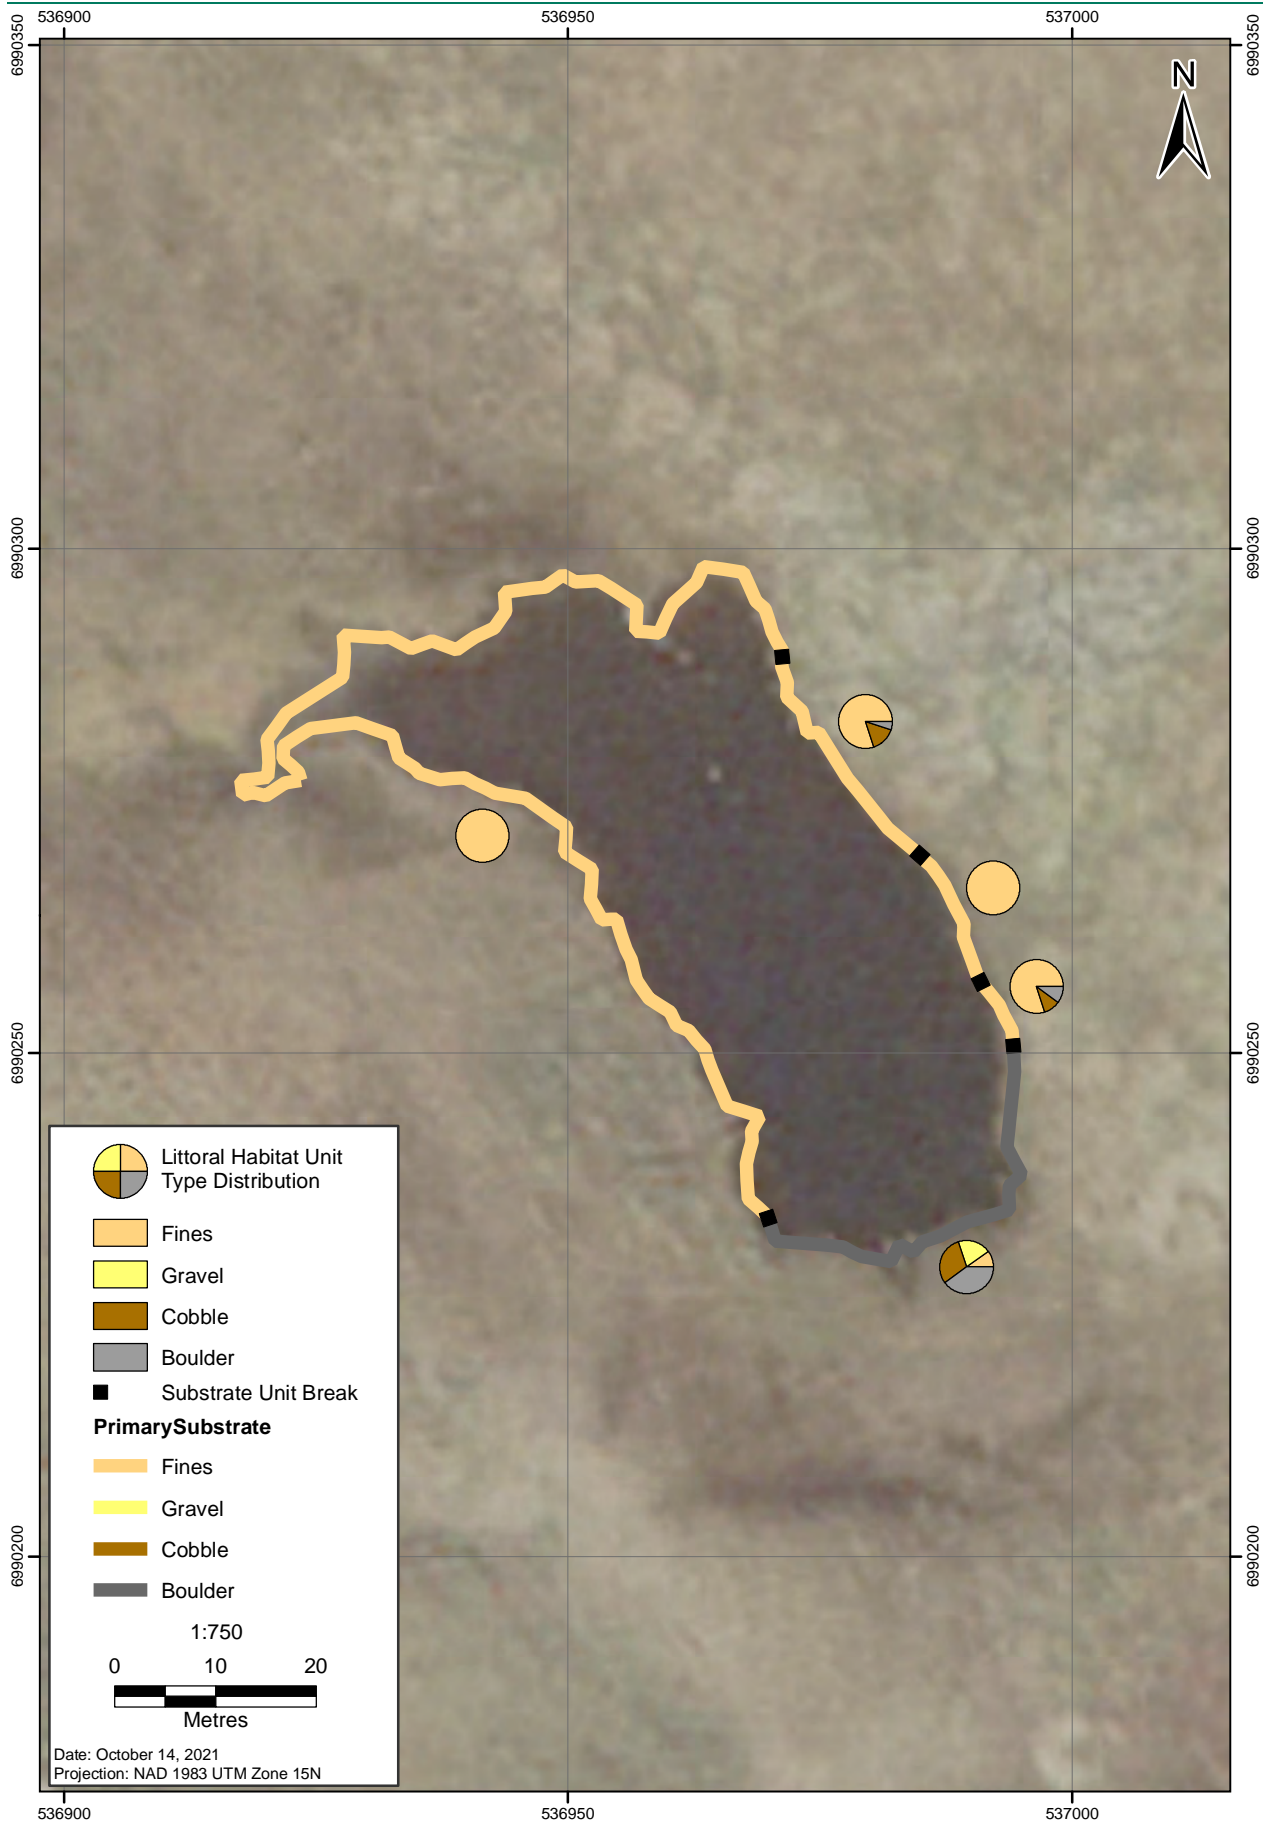 536900 536950 537000
6990350 6990350
N
6990300 6990300
6990250 6990250
Littoral Habitat Unit
Type Distribution
Fines
Gravel
Cobble
Boulder
Substrate Unit Break
PrimarySubstrate
Fines
Gravel
Cobble
Boulder
6990200 6990200
1:750
0 10 20
Metres
Date: October 14, 2021
Projection: NAD 1983 UTM Zone 15N
536900 536950 537000